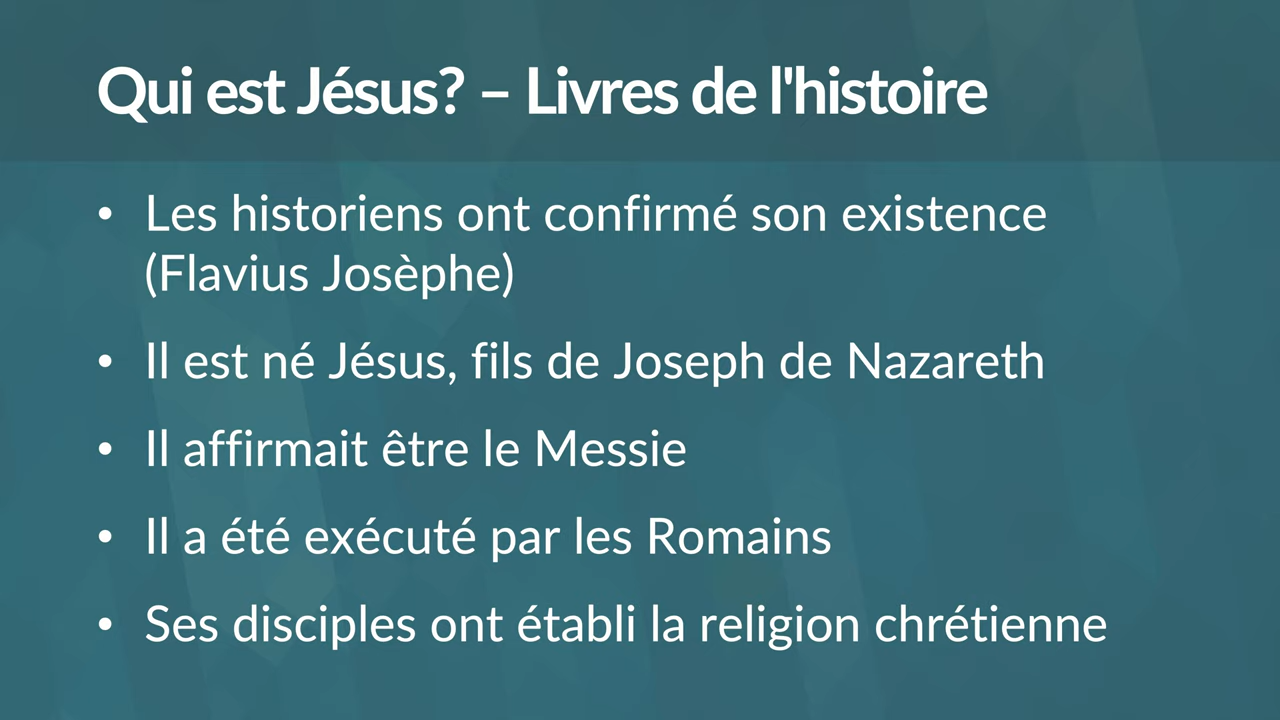 Qui est Jésus? – Livres de l'histoire
• Les historiens ont confirmé son existence
(Flavius Josèphe)
• Il est né Jésus, fils de Joseph de Nazareth
• Il affirmait être le Messie
• Il a été exécuté par les Romains
• Ses disciples ont établi la religion chrétienne